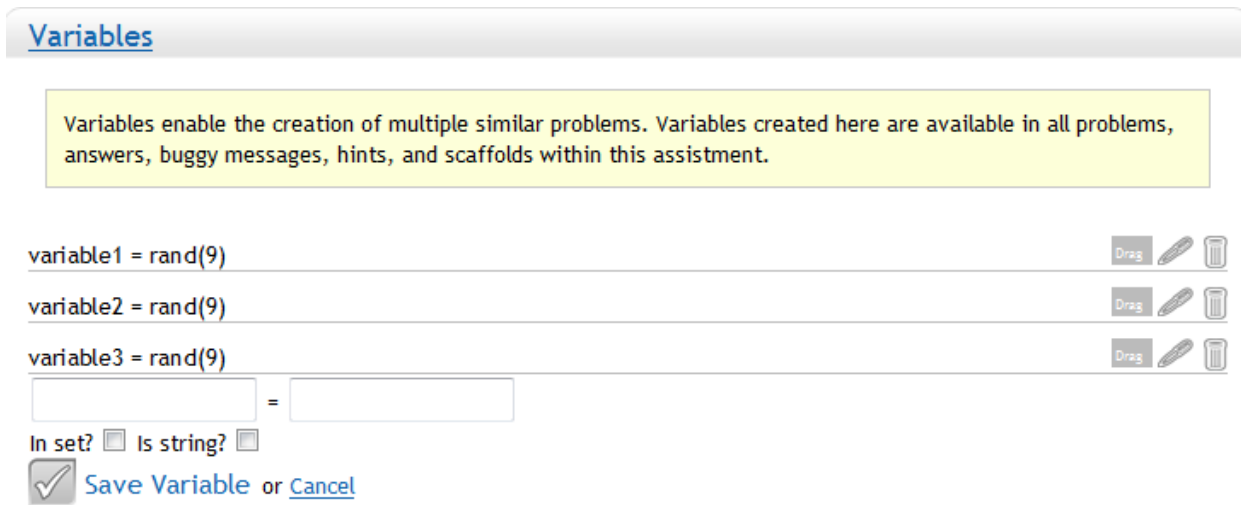 Variables
Variables enable the creation of multiple similar problems. Variables created here are available in all problems,
answers, buggy messages, hints, and scaffolds within this assistment.
variable1 = rand(9) Drag
variable2 = rand(9) Drag
variable3 = rand(9) Drag
=
In set? Is string?
Save Variable or Cancel